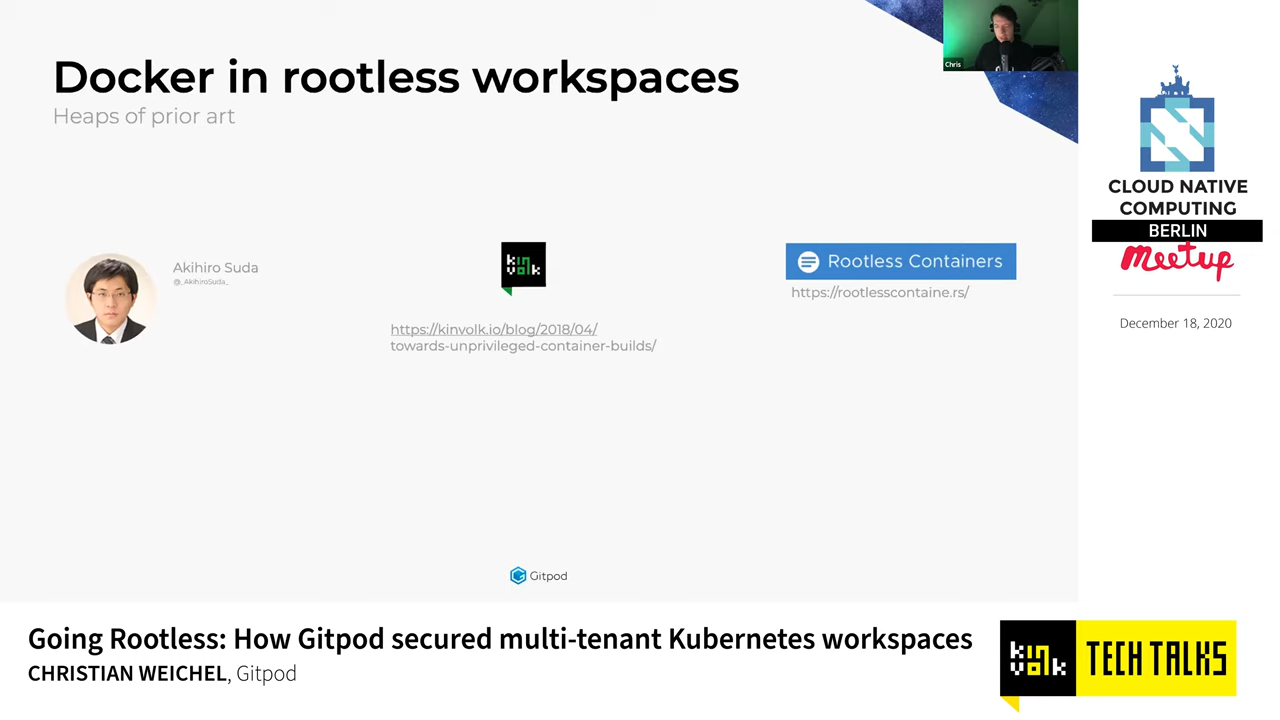 Docker in rootless workspaces
Heaps of prior art
Chris
Akihiro Suda
@_AkihiroSuda_
kin
volk
https://kinvolk.io/blog/2018/04/
towards-unprivileged-container-builds/
Rootless Containers
https://rootlesscontaine.rs/
Gitpod
CLOUD NATIVE
COMPUTING
BERLIN
meetup
December 18, 2020
Going Rootless: How Gitpod secured multi-tenant Kubernetes workspaces
CHRISTIAN WEICHEL, Gitpod
kin
volk
TECH TALKS